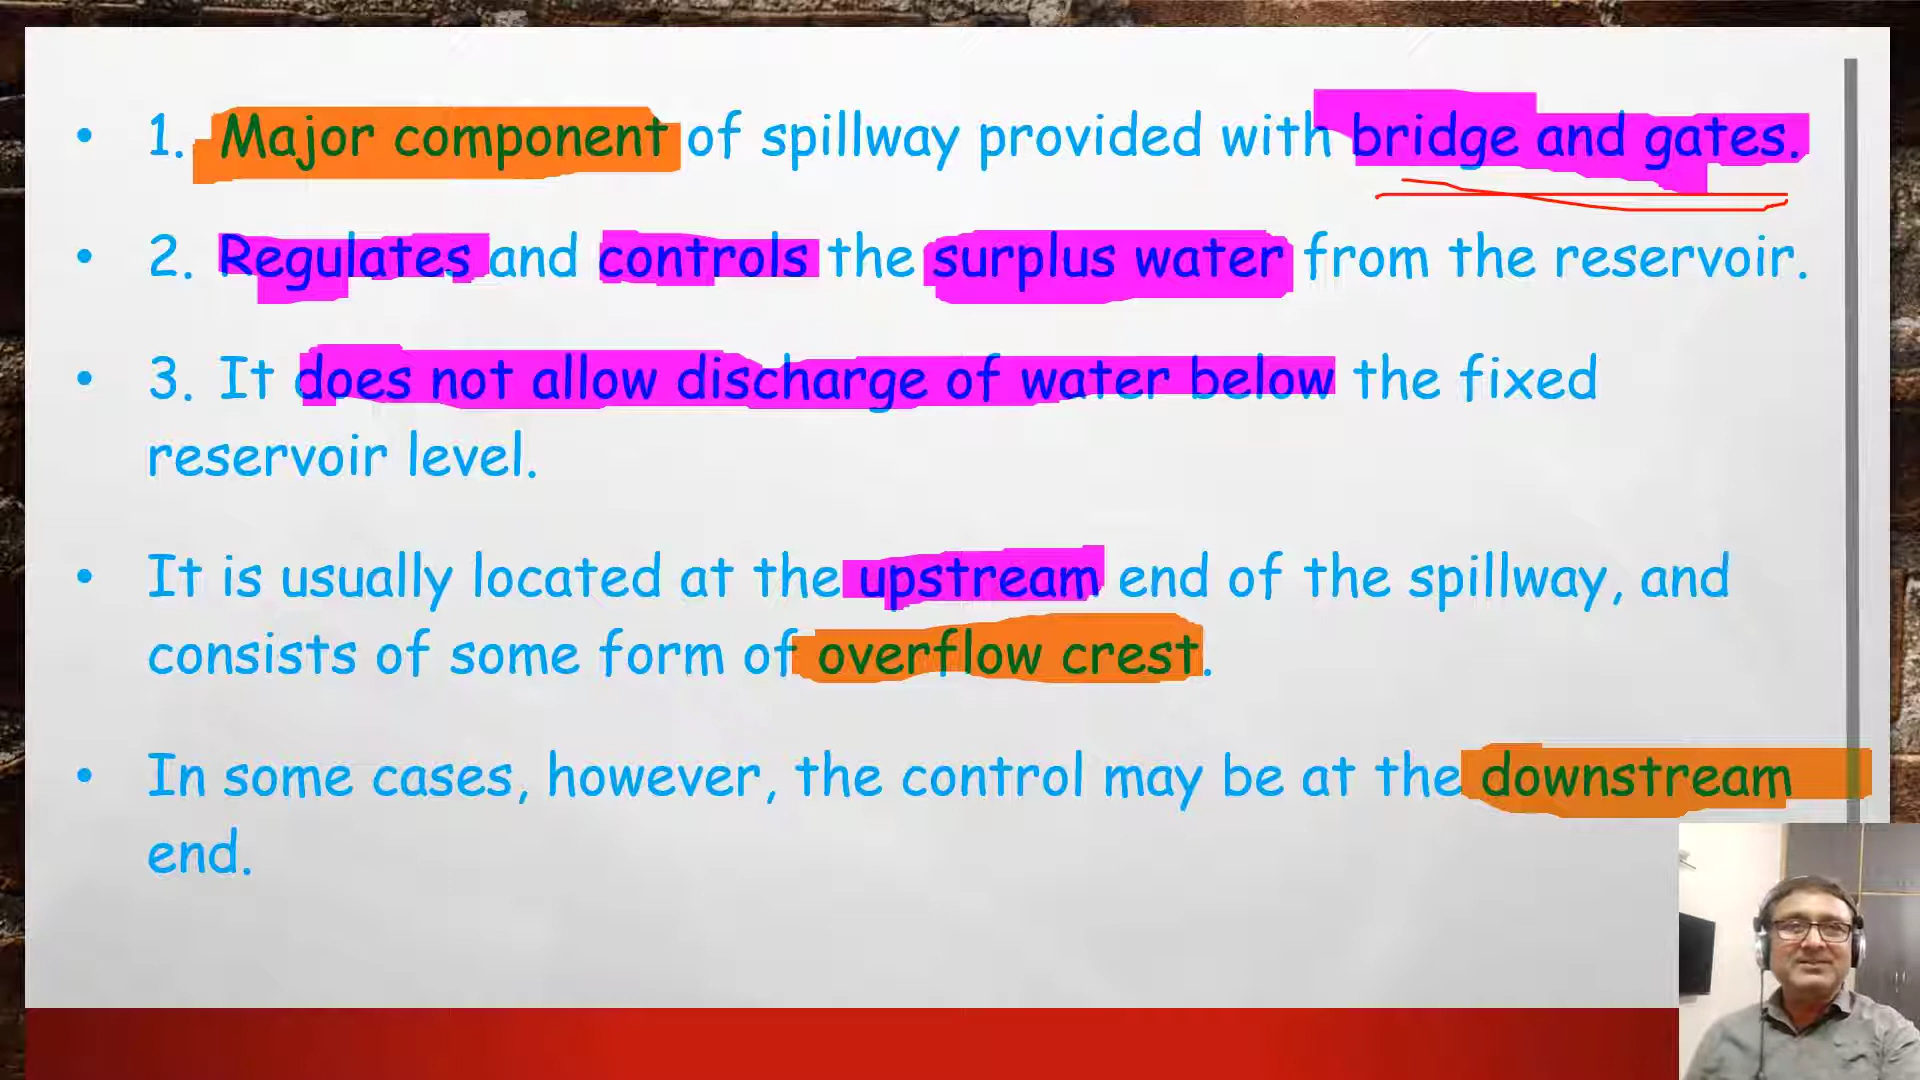 • 1. Major component of spillway provided with bridge and gates.
• 2. Regulates and controls the surplus water from the reservoir.
• 3. It does not allow discharge of water below the fixed
reservoir level.
• It is usually located at the upstream end of the spillway, and
consists of some form of overflow crest.
• In some cases, however, the control may be at the downstream
end.